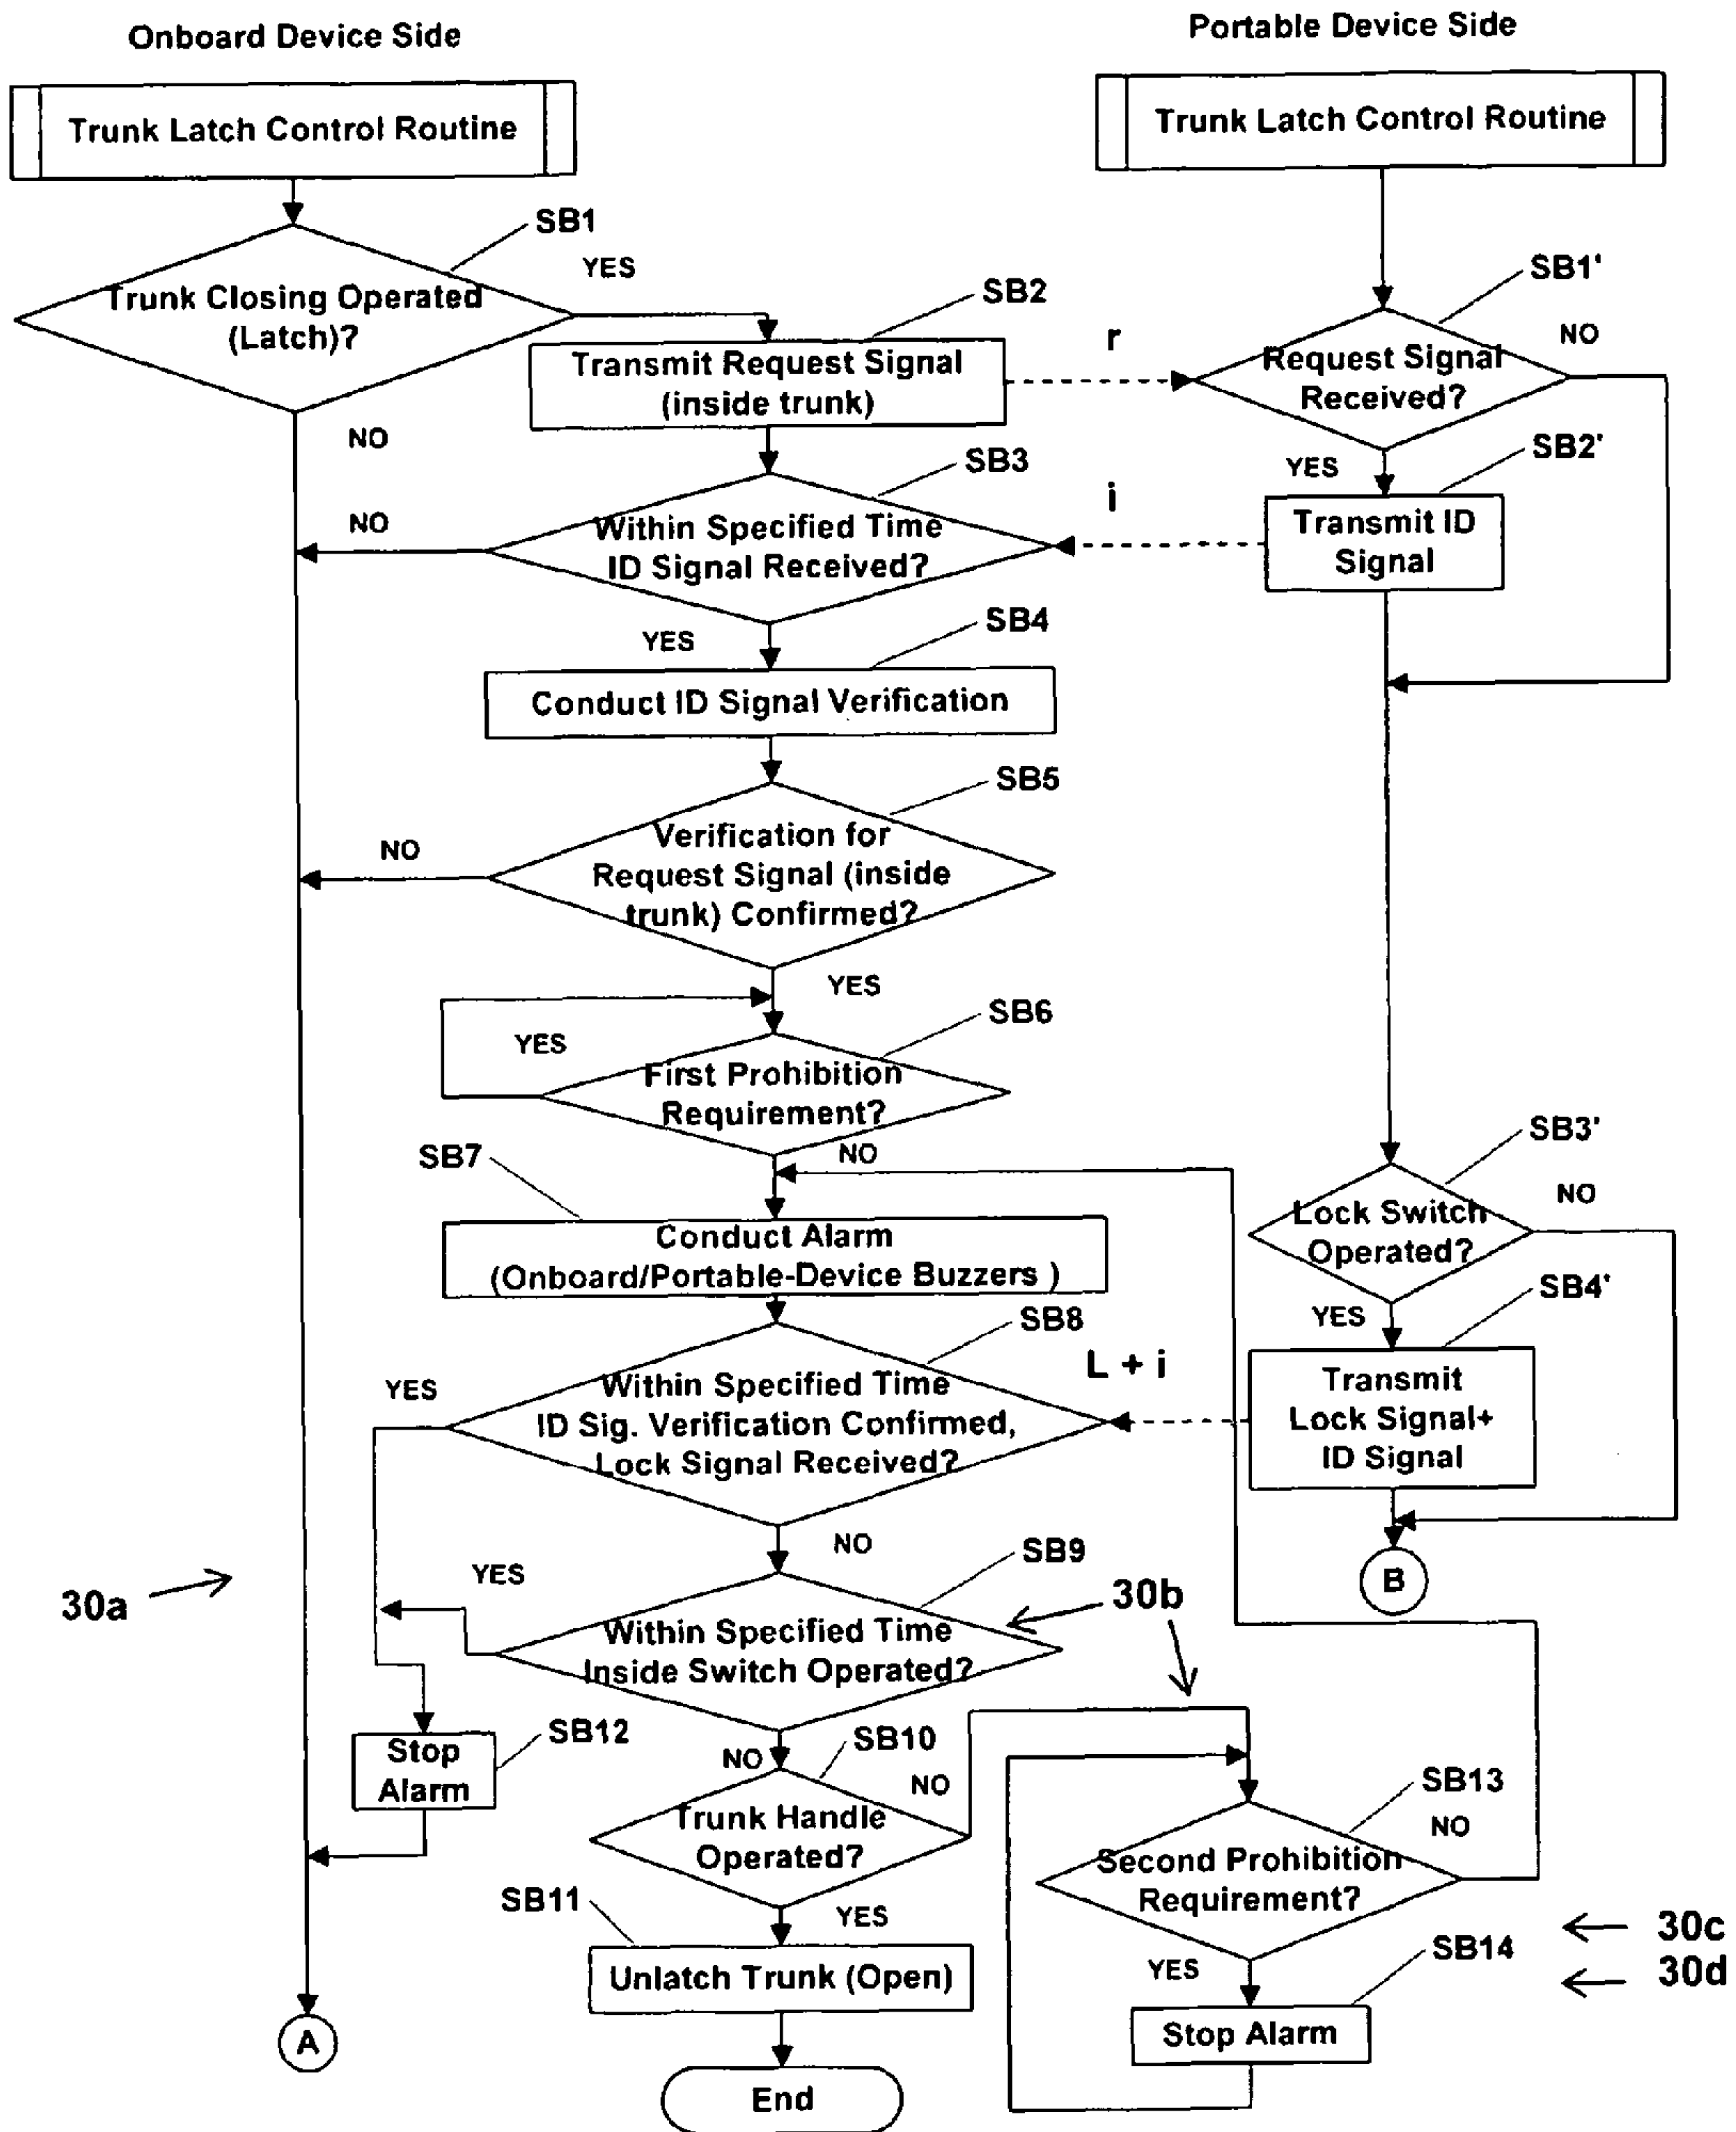 Onboard Device Side
Portable Device Side
Trunk Latch Control Routine
Trunk Latch Control Routine
SB1
YES
Trunk Closing Operated
(Latch)?
NO
SB2
Transmit Request Signal
(inside trunk)
r
SB1'
NO
Request Signal
Received?
YES
SB2'
Transmit ID
Signal
i
SB3
NO
Within Specified Time
ID Signal Received?
YES
SB4
Conduct ID Signal Verification
SB5
NO
Verification for
Request Signal (inside
trunk) Confirmed?
YES
SB6
YES
First Prohibition
Requirement?
NO
SB7
Conduct Alarm
(Onboard/Portable-Device Buzzers )
SB3'
NO
Lock Switch
Operated?
YES
SB4'
Transmit
Lock Signal+
ID Signal
B
SB8
L + i
YES
Within Specified Time
ID Sig. Verification Confirmed,
Lock Signal Received?
NO
30a
SB9
30b
YES
Within Specified Time
Inside Switch Operated?
NO
SB12
Stop
Alarm
SB10
NO
Trunk Handle
Operated?
YES
SB11
Unlatch Trunk (Open)
End
A
SB13
NO
Second Prohibition
Requirement?
YES
SB14
Stop Alarm
30c
30d